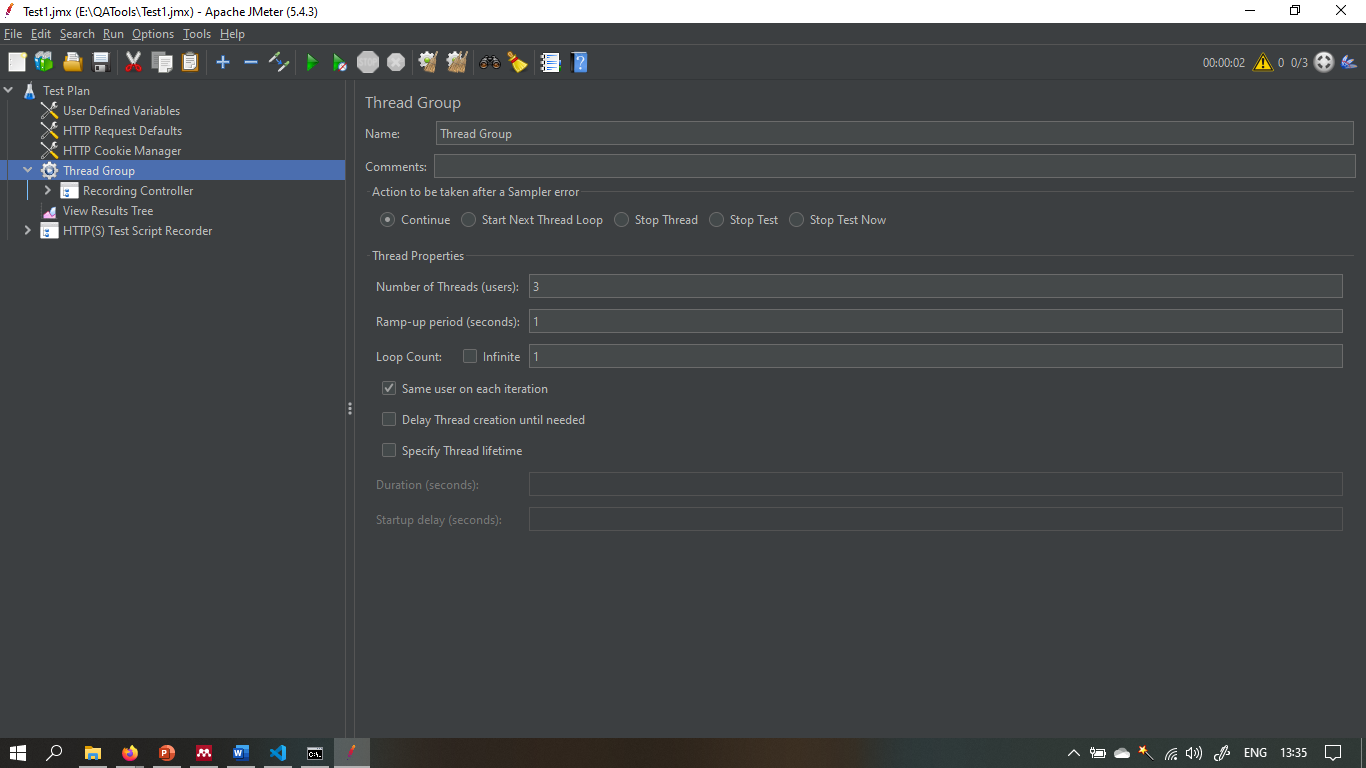 Test1.jmx (E:\QATools\Test1.jmx) - Apache JMeter (5.4.3)
File Edit Search Run Options Tools Help
STOP 00:00:02 0 0/3
Test Plan
User Defined Variables
HTTP Request Defaults
HTTP Cookie Manager
Thread Group
Recording Controller
View Results Tree
HTTP(S) Test Script Recorder
Thread Group
Name: Thread Group
Comments:
Action to be taken after a Sampler error
Continue Start Next Thread Loop Stop Thread Stop Test Stop Test Now
Thread Properties
Number of Threads (users): 3
Ramp-up period (seconds): 1
Loop Count: Infinite 1
Same user on each iteration
Delay Thread creation until needed
Specify Thread lifetime
Duration (seconds):
Startup delay (seconds):
ENG 13:35